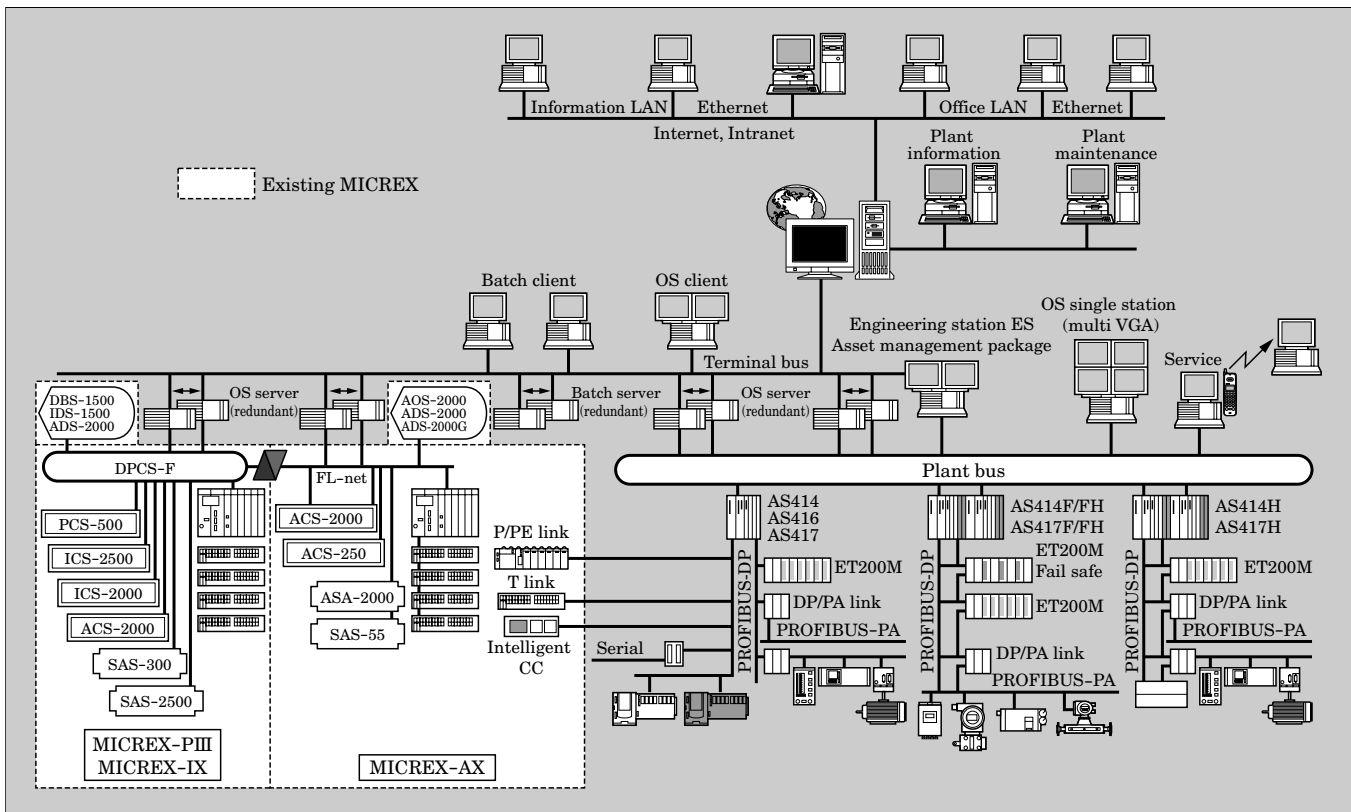 Information LAN
Ethernet
Office LAN
Ethernet
Internet, Intranet
Plant
information
Plant
maintenance
Existing MICREX
Batch client
OS client
Engineering station ES
Asset management package
OS single station
(multi VGA)
Service
Terminal bus
DBS-1500
IDS-1500
ADS-2000
OS server
(redundant)
AOS-2000
ADS-2000
ADS-2000G
Batch server
(redundant)
OS server
(redundant)
DPCS-F
FL-net
Plant bus
PCS-500
ICS-2500
ICS-2000
ACS-2000
SAS-300
SAS-2500
ACS-2000
ACS-250
ASA-2000
SAS-55
P/PE link
T link
Intelligent
CC
Serial
AS414
AS416
AS417
PROFIBUS-DP
ET200M
DP/PA link
PROFIBUS-PA
AS414F/FH
AS417F/FH
PROFIBUS-DP
ET200M
Fail safe
ET200M
DP/PA link
PROFIBUS-PA
AS414H
AS417H
PROFIBUS-DP
ET200M
DP/PA link
PROFIBUS-PA
MICREX-PIII
MICREX-IX
MICREX-AX